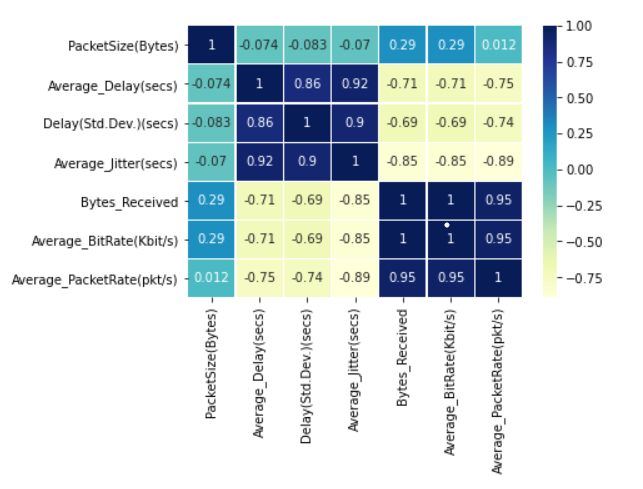 PacketSize(Bytes) 1 -0.074 -0.083 -0.07 0.29 0.29 0.012
Average_Delay(secs) -0.074 1 0.86 0.92 -0.71 -0.71 -0.75
Delay(Std.Dev.)(secs) -0.083 0.86 1 0.9 -0.69 -0.69 -0.74
Average_Jitter(secs) -0.07 0.92 0.9 1 -0.85 -0.85 -0.89
Bytes_Received 0.29 -0.71 -0.69 -0.85 1 1 0.95
Average_BitRate(Kbit/s) 0.29 -0.71 -0.69 -0.85 1 1 0.95
Average_PacketRate(pkt/s) 0.012 -0.75 -0.74 -0.89 0.95 0.95 1
PacketSize(Bytes)
Average_Delay(secs)
Delay(Std.Dev.)(secs)
Average_Jitter(secs)
Bytes_Received
Average_BitRate(Kbit/s)
Average_PacketRate(pkt/s)
1.00
0.75
0.50
0.25
0.00
−0.25
−0.50
−0.75